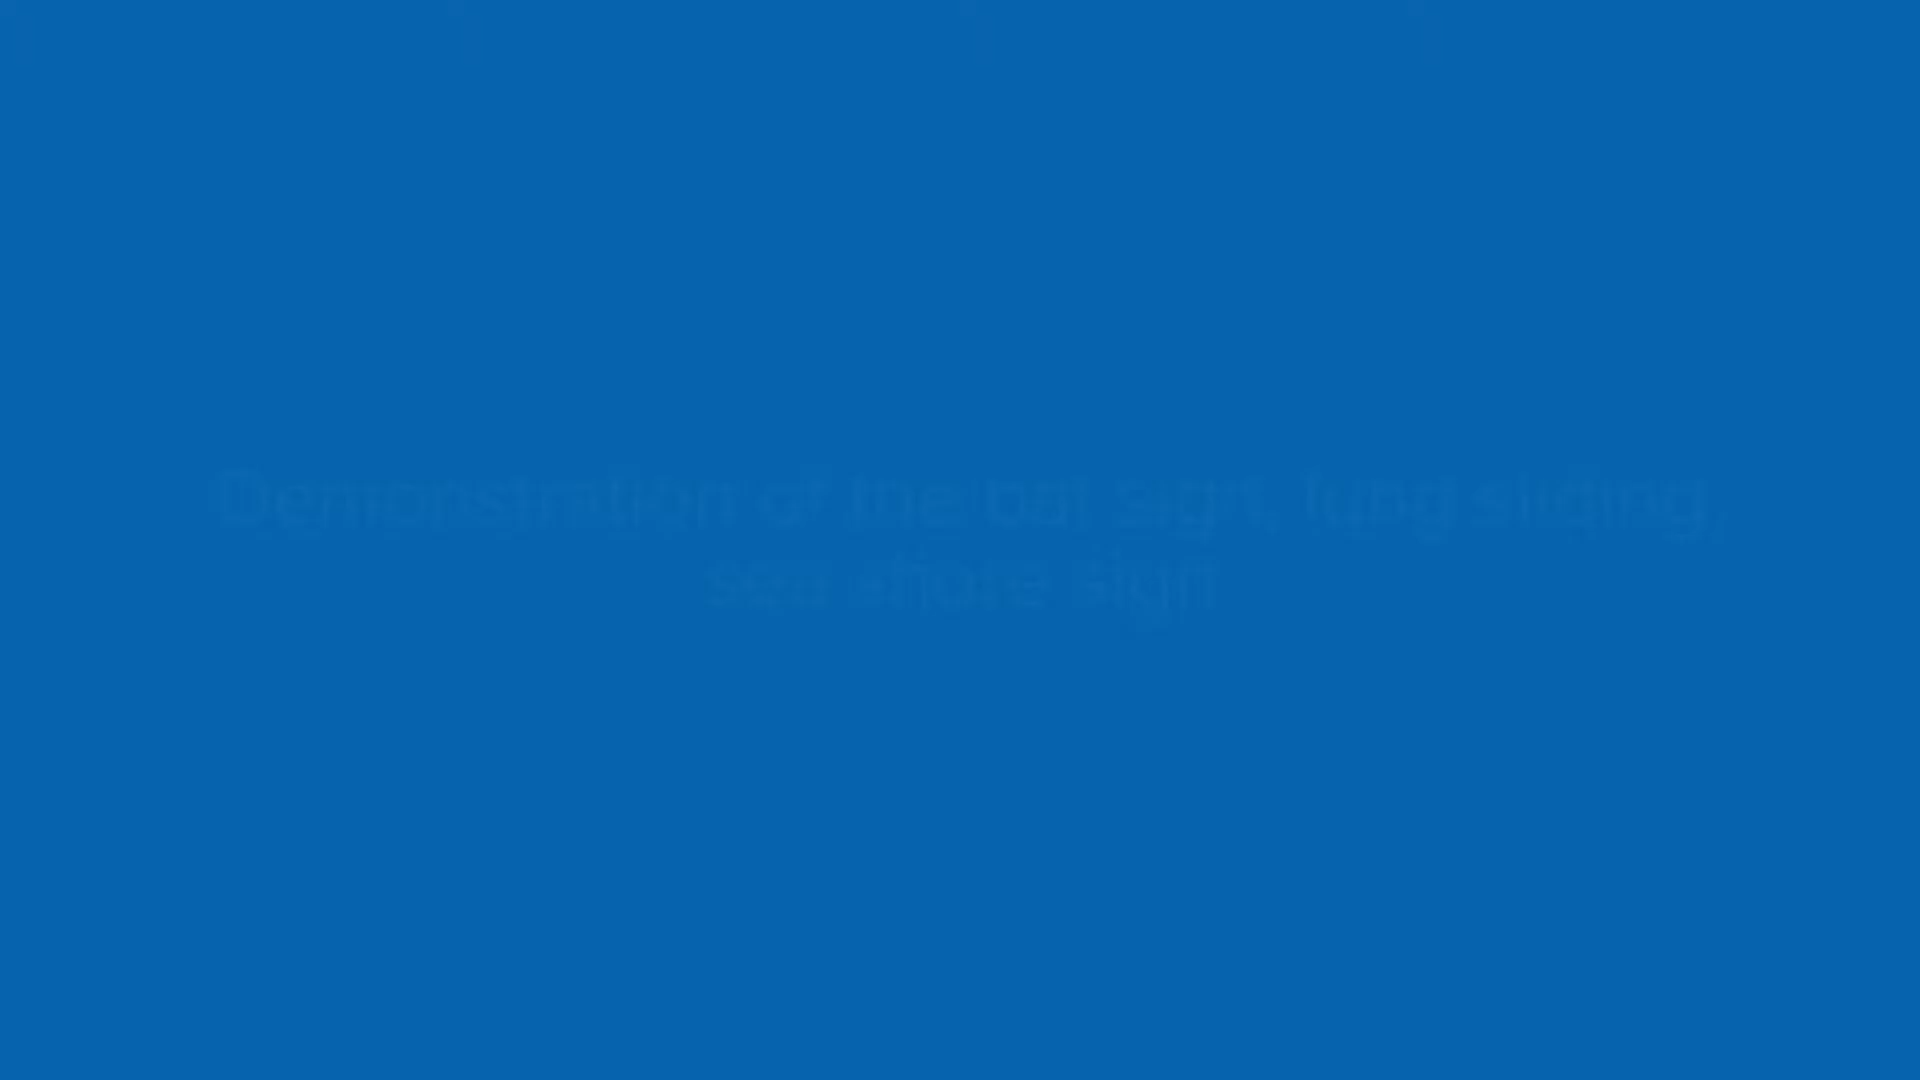 Demonstration of the bat sign, lung sliding,
sea shore sign